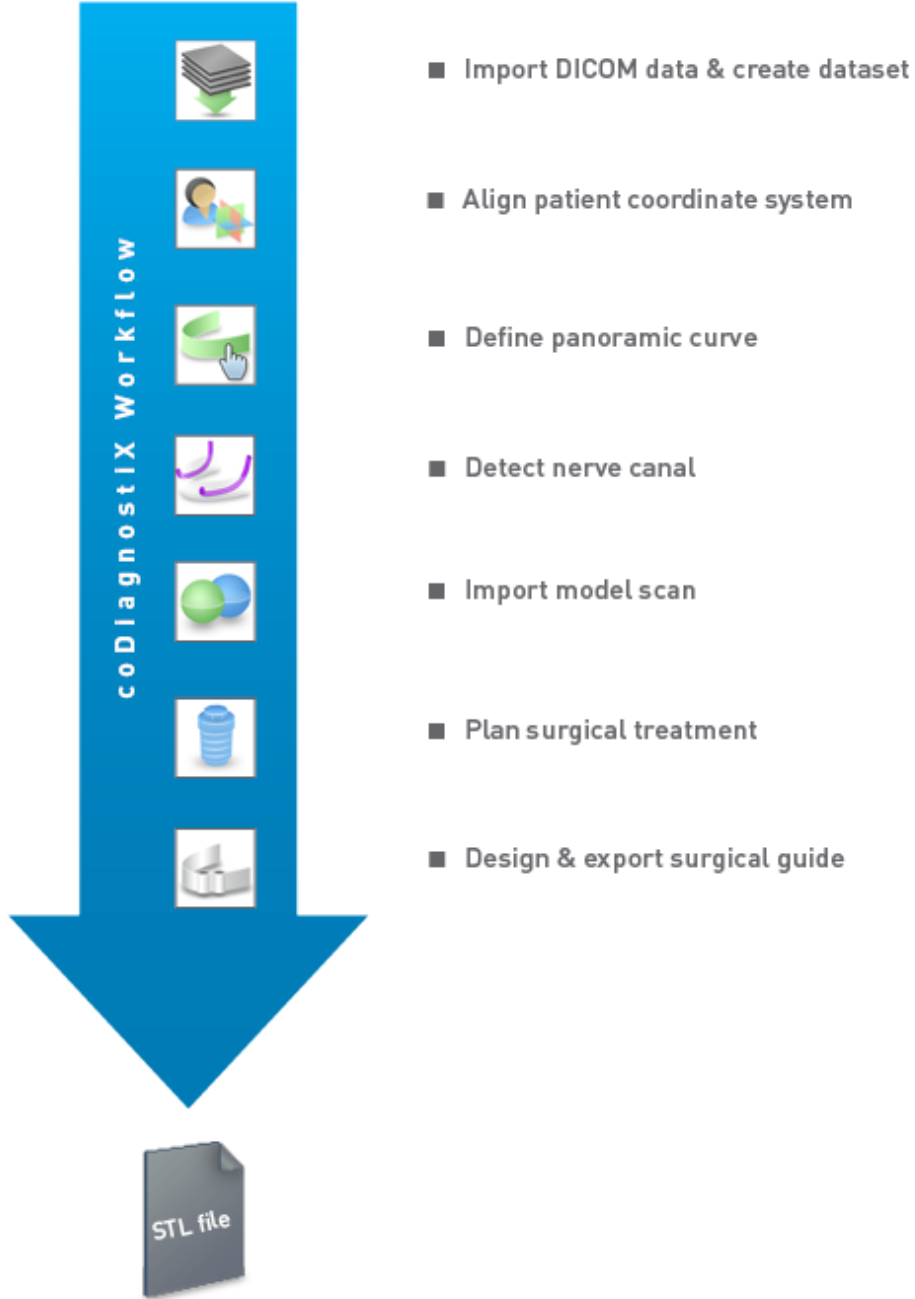 Import DICOM data & create dataset
Align patient coordinate system
Define panoramic curve
Detect nerve canal
Import model scan
Plan surgical treatment
Design & export surgical guide
coDiagnostiX Workflow
STL file